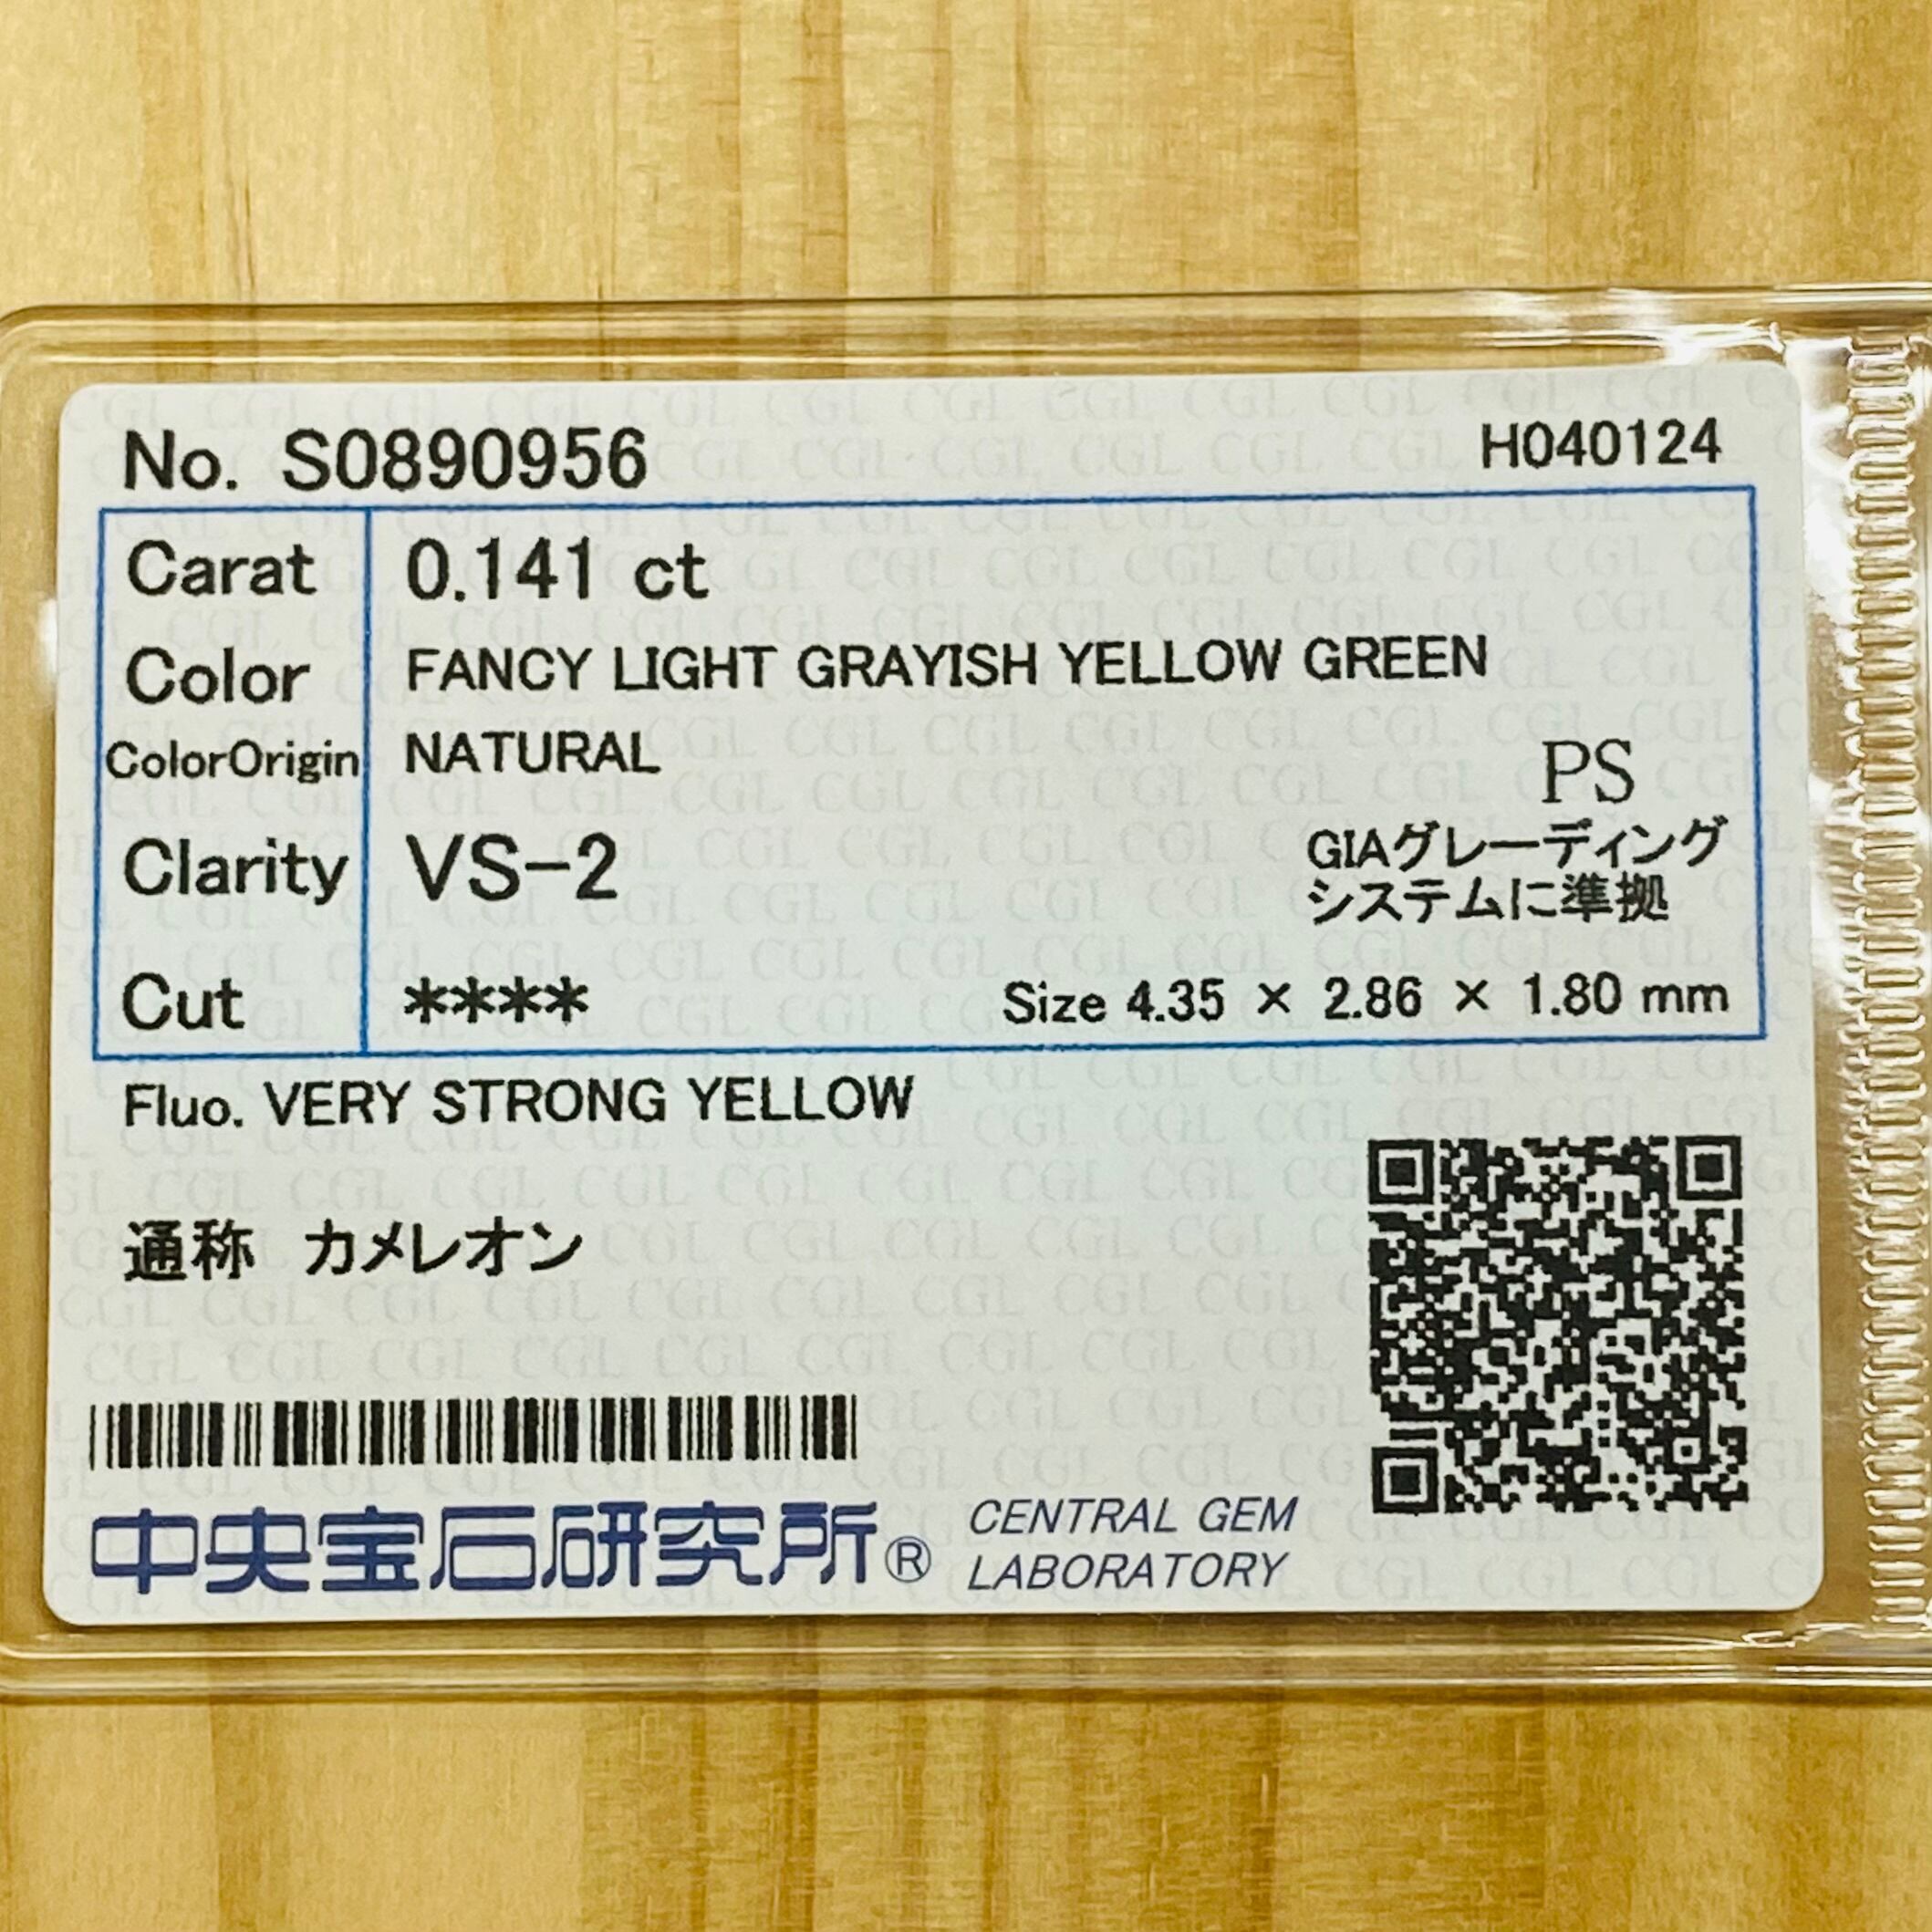 No. S0890956 H040124
Carat 0.141 ct
Color FANCY LIGHT GRAYISH YELLOW GREEN
ColorOrigin NATURAL
PS
Clarity VS-2
GIAグレーディング
システムに準拠
Cut **** Size 4.35 × 2.86 × 1.80 mm
Fluo. VERY STRONG YELLOW
通称 カメレオン
中央宝石研究所®
CENTRAL GEM
LABORATORY